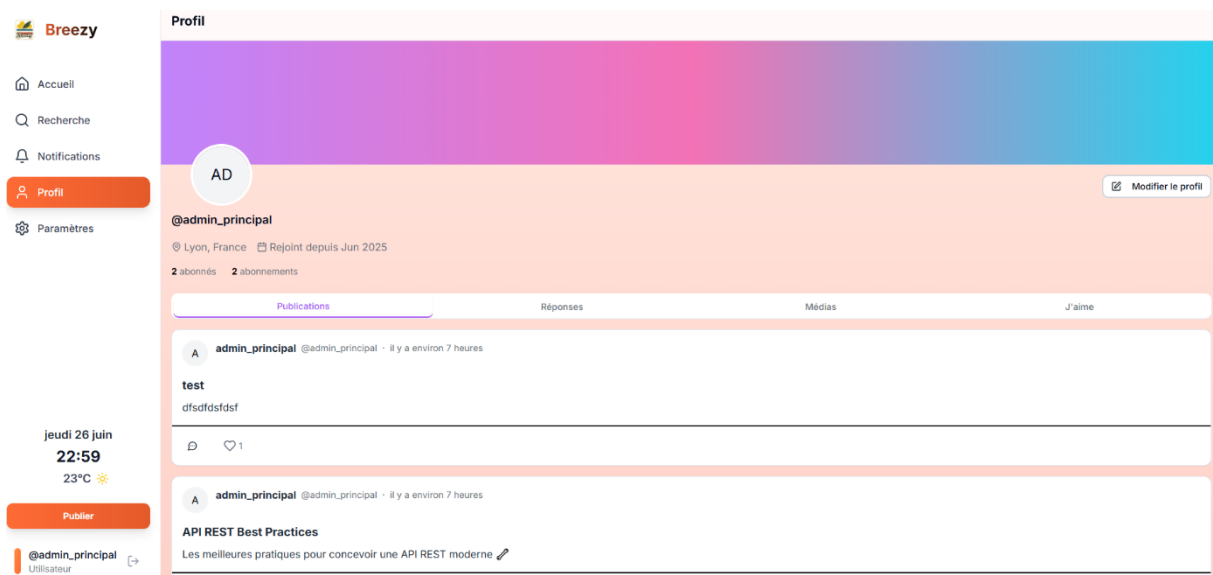 Breezy
Accueil
Recherche
Notifications
Profil
Paramètres
jeudi 26 juin
22:59
23°C
Publier
@admin_principal
Utilisateur
Profil
AD
Modifier le profil
@admin_principal
Lyon, France Rejoint depuis Jun 2025
2 abonnés 2 abonnements
Publications Réponses Médias J'aime
A admin_principal @admin_principal · il y a environ 7 heures
test
dfsdfdsfdsf
1
A admin_principal @admin_principal · il y a environ 7 heures
API REST Best Practices
Les meilleures pratiques pour concevoir une API REST moderne